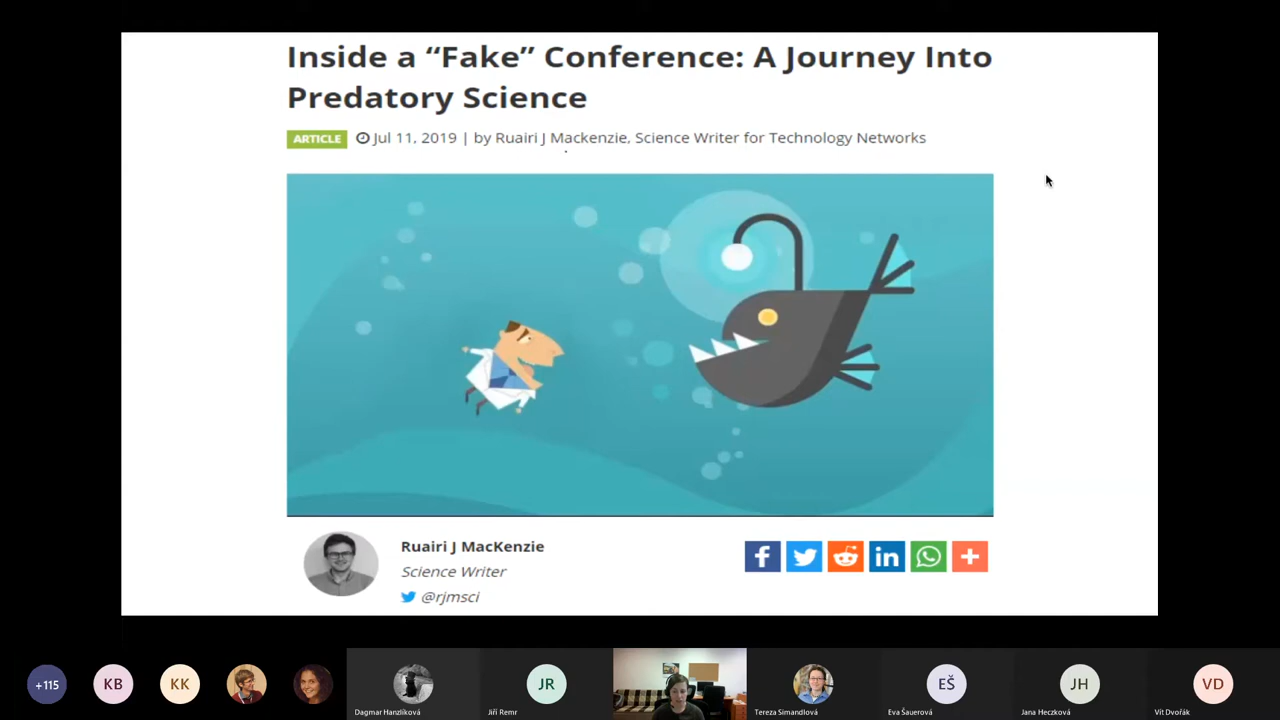 Inside a “Fake” Conference: A Journey Into
Predatory Science
ARTICLE Jul 11, 2019 | by Ruairi J Mackenzie, Science Writer for Technology Networks
Ruairi J MacKenzie
Science Writer
@rjmsci
+115
KB
KK
JR
EŠ
JH
VD
Dagmar Hanzlíková
Jiří Remr
Tereza Simandlová
Eva Šauerová
Jana Heczková
Vít Dvořák